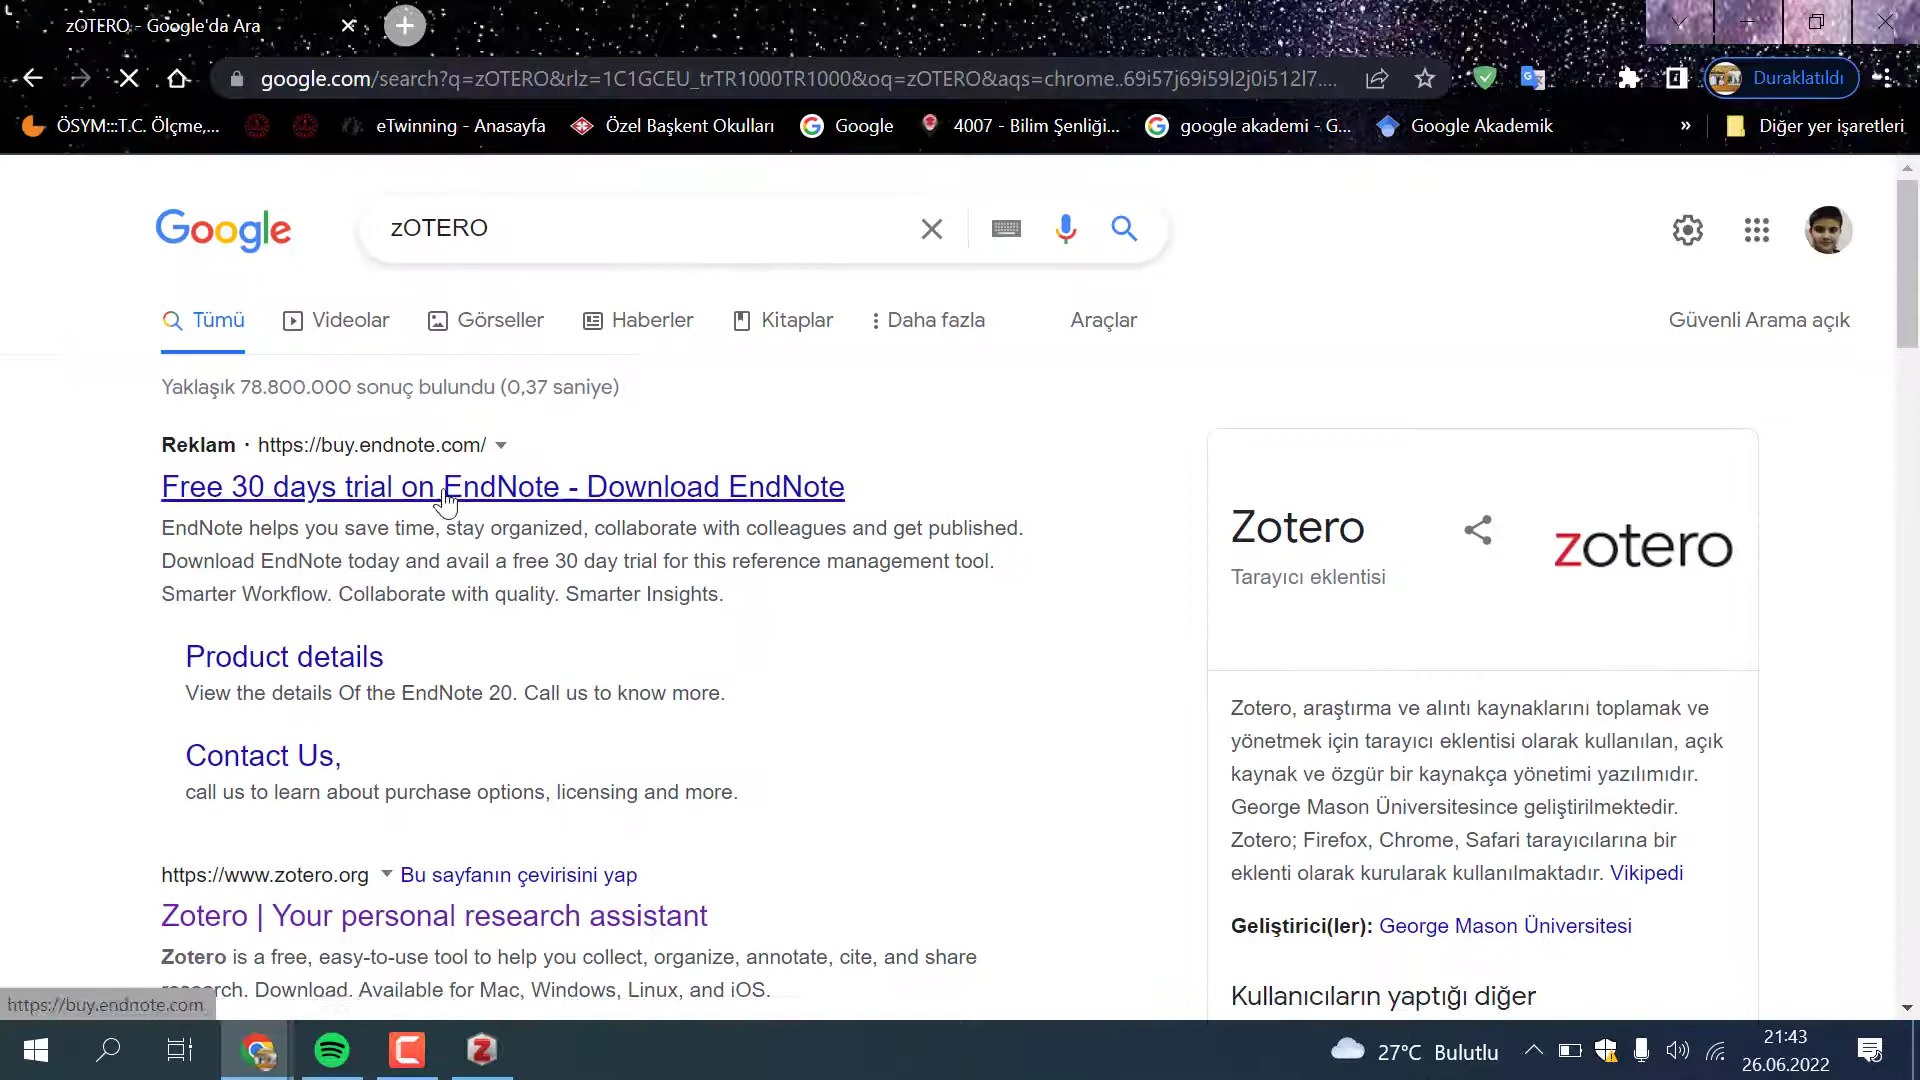 zOTERO - Google'da Ara
google.com/search?q=zOTERO&rlz=1C1GCEU_trTR1000TR1000&oq=zOTERO&aqs=chrome..69i57j69i59l2j0i512l7....
Duraklatıldı
ÖSYM:::T.C. Ölçme,...
eTwinning - Anasayfa
Özel Başkent Okulları
Google
4007 - Bilim Şenliği...
google akademi - G...
Google Akademik
»
Diğer yer işaretleri
Google
zOTERO
Tümü
Videolar
Görseller
Haberler
Kitaplar
Daha fazla
Araçlar
Güvenli Arama açık
Yaklaşık 78.800.000 sonuç bulundu (0,37 saniye)
Reklam · https://buy.endnote.com/
Free 30 days trial on EndNote - Download EndNote
EndNote helps you save time, stay organized, collaborate with colleagues and get published.
Download EndNote today and avail a free 30 day trial for this reference management tool.
Smarter Workflow. Collaborate with quality. Smarter Insights.
Product details
View the details Of the EndNote 20. Call us to know more.
Contact Us,
call us to learn about purchase options, licensing and more.
https://www.zotero.org Bu sayfanın çevirisini yap
Zotero | Your personal research assistant
Zotero is a free, easy-to-use tool to help you collect, organize, annotate, cite, and share
research. Download. Available for Mac, Windows, Linux, and iOS.
https://buy.endnote.com
Zotero
Tarayıcı eklentisi
zotero
Zotero, araştırma ve alıntı kaynaklarını toplamak ve
yönetmek için tarayıcı eklentisi olarak kullanılan, açık
kaynak ve özgür bir kaynakça yönetimi yazılımıdır.
George Mason Üniversitesince geliştirilmektedir.
Zotero; Firefox, Chrome, Safari tarayıcılarına bir
eklenti olarak kurularak kullanılmaktadır. Vikipedi
Geliştirici(ler): George Mason Üniversitesi
Kullanıcıların yaptığı diğer
27°C Bulutlu
21:43
26.06.2022